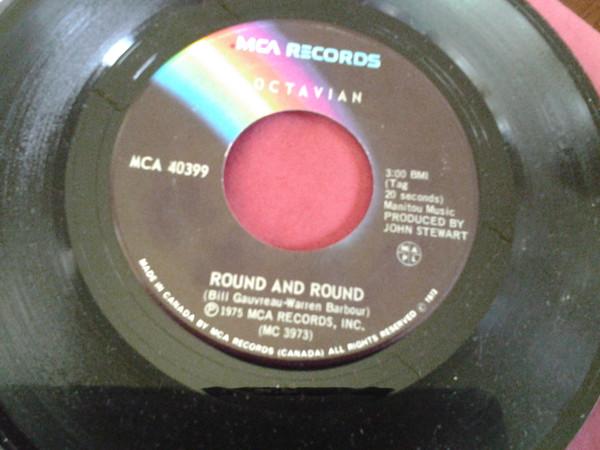 MCA RECORDS
OCTAVIAN
MCA 40399
3:00 BMI
(Tag
20 seconds)
Manitou Music
PRODUCED BY
JOHN STEWART
M A
P L
ROUND AND ROUND
(Bill Gauvreau-Warren Barbour)
Ⓟ1975 MCA RECORDS, INC.
(MC 3973)
MADE IN CANADA BY MCA RECORDS (CANADA) ALL RIGHTS RESERVED ©